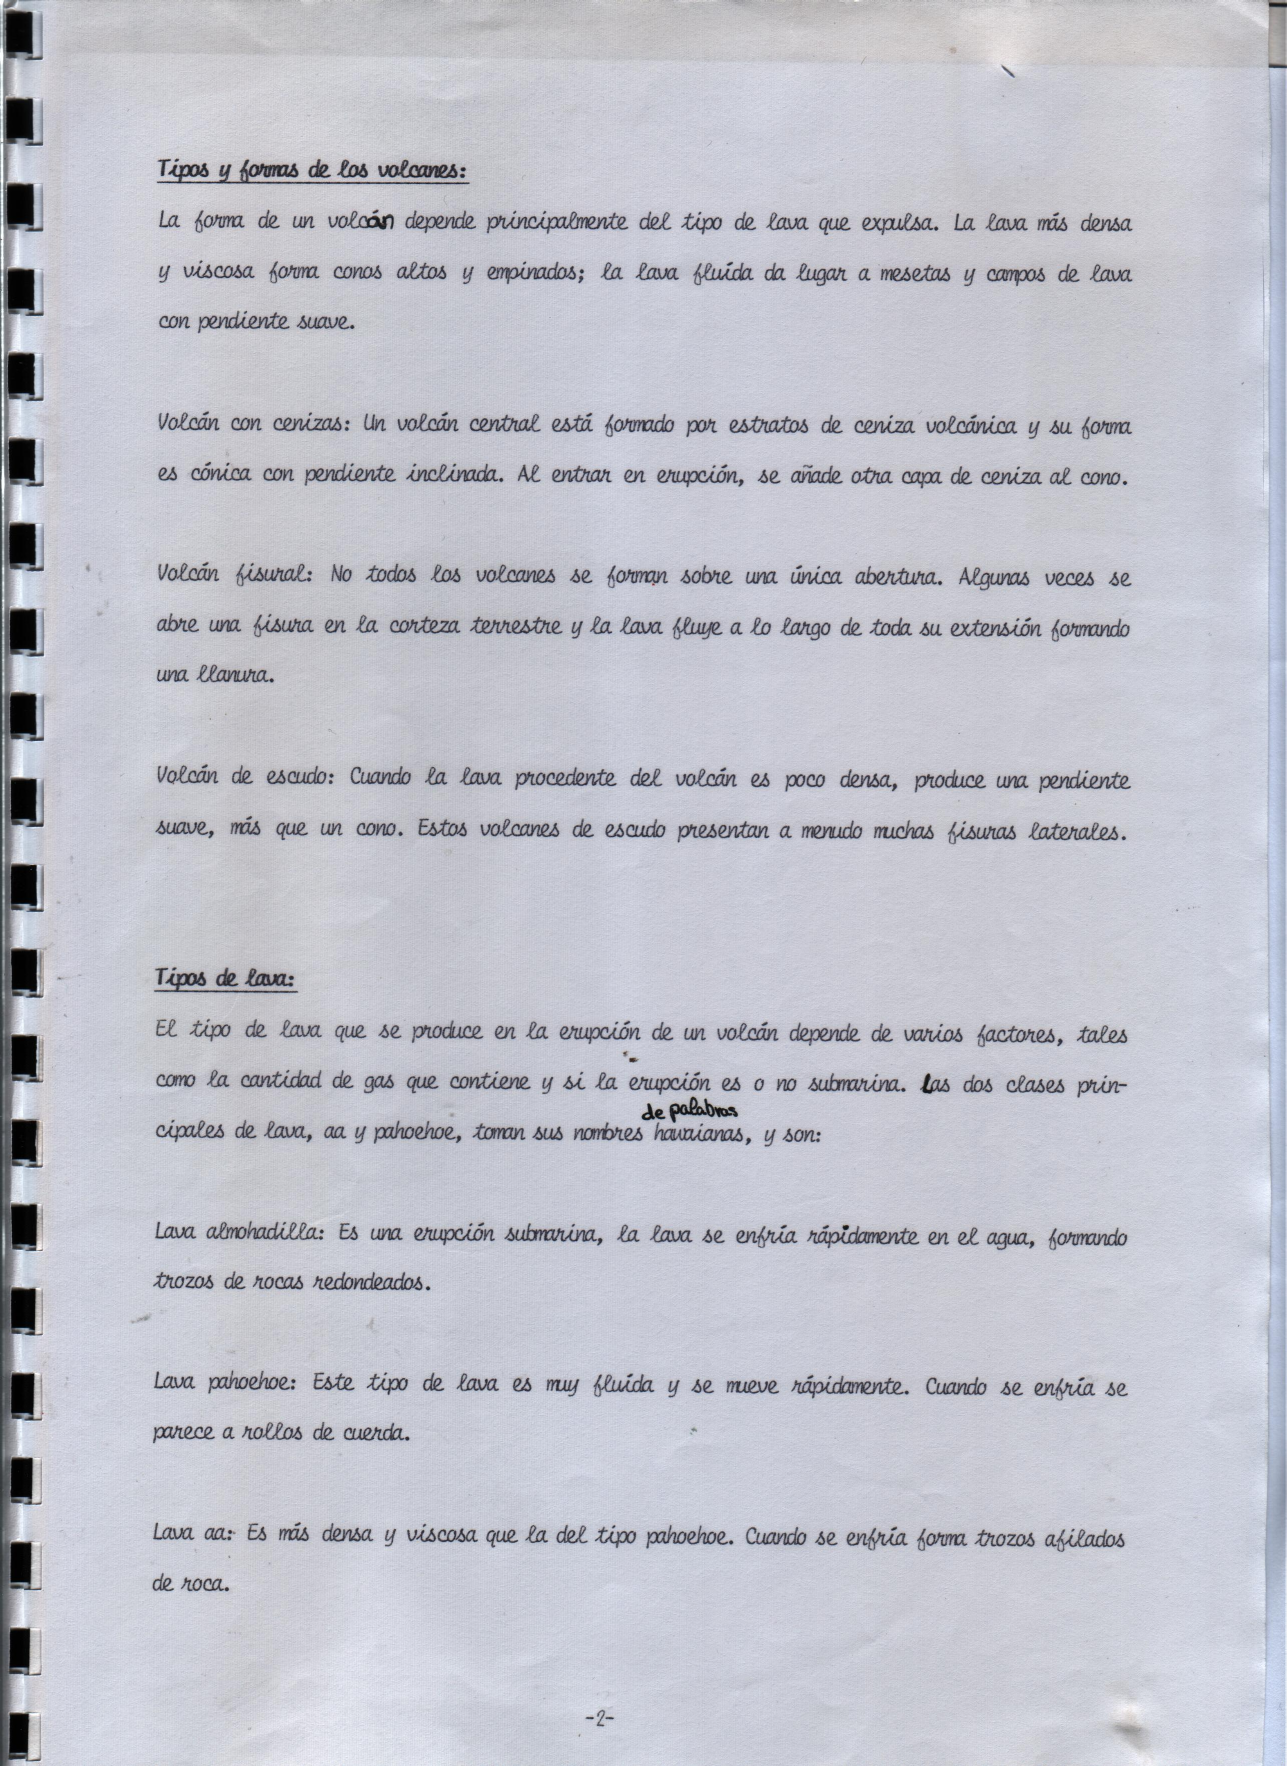 Tipos y formas de los volcanes:
La forma de un volcán depende principalmente del tipo de lava que expulsa. La lava más densa
y viscosa forma conos altos y empinados; la lava fluída da lugar a mesetas y campos de lava
con pendiente suave.
Volcán con cenizas: Un volcán central está formado por estratos de ceniza volcánica y su forma
es cónica con pendiente inclinada. Al entrar en erupción, se añade otra capa de ceniza al cono.
Volcán fisural: No todos los volcanes se forman sobre una única abertura. Algunas veces se
abre una fisura en la corteza terrestre y la lava fluye a lo largo de toda su extensión formando
una llanura.
Volcán de escudo: Cuando la lava procedente del volcán es poco densa, produce una pendiente
suave, más que un cono. Estos volcanes de escudo presentan a menudo muchas fisuras laterales.
Tipos de lava:
El tipo de lava que se produce en la erupción de un volcán depende de varios factores, tales
como la cantidad de gas que contiene y si la erupción es o no submarina. Las dos clases prin-
de palabras
cipales de lava, aa y pahoehoe, toman sus nombres hawaianas, y son:
Lava almohadilla: Es una erupción submarina, la lava se enfría rápidamente en el agua, formando
trozos de rocas redondeados.
Lava pahoehoe: Este tipo de lava es muy fluída y se mueve rápidamente. Cuando se enfría se
parece a rollos de cuerda.
Lava aa: Es más densa y viscosa que la del tipo pahoehoe. Cuando se enfría forma trozos afilados
de roca.
-2-